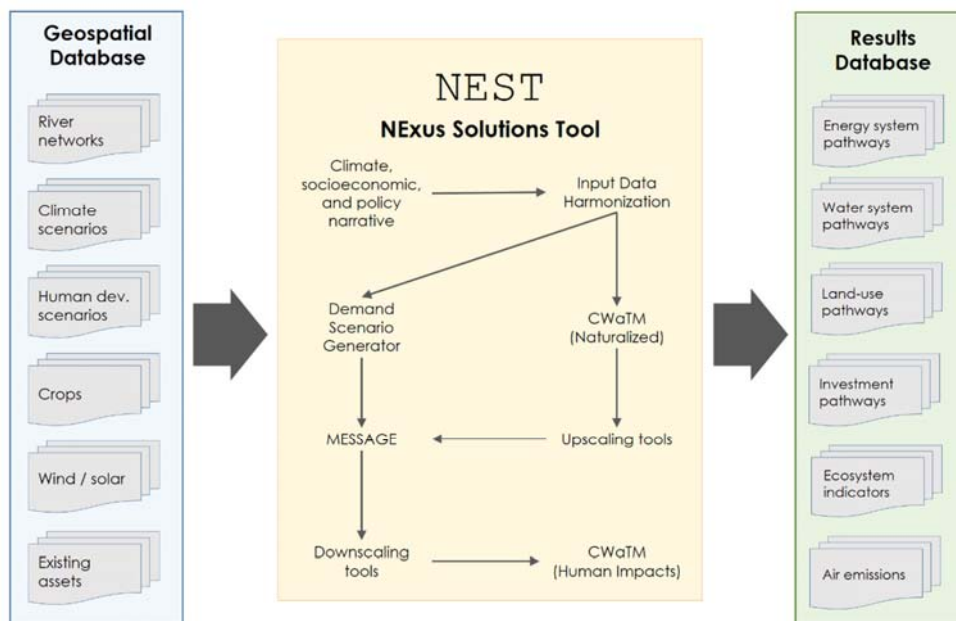 Geospatial
Database
River
networks
Climate
scenarios
Human dev.
scenarios
Crops
Wind / solar
Existing
assets
NEST
NExus Solutions Tool
Climate,
socioeconomic,
and policy
narrative
Input Data
Harmonization
Demand
Scenario
Generator
CWaTM
(Naturalized)
MESSAGE
Upscaling tools
Downscaling
tools
CWaTM
(Human Impacts)
Results
Database
Energy system
pathways
Water system
pathways
Land-use
pathways
Investment
pathways
Ecosystem
indicators
Air emissions